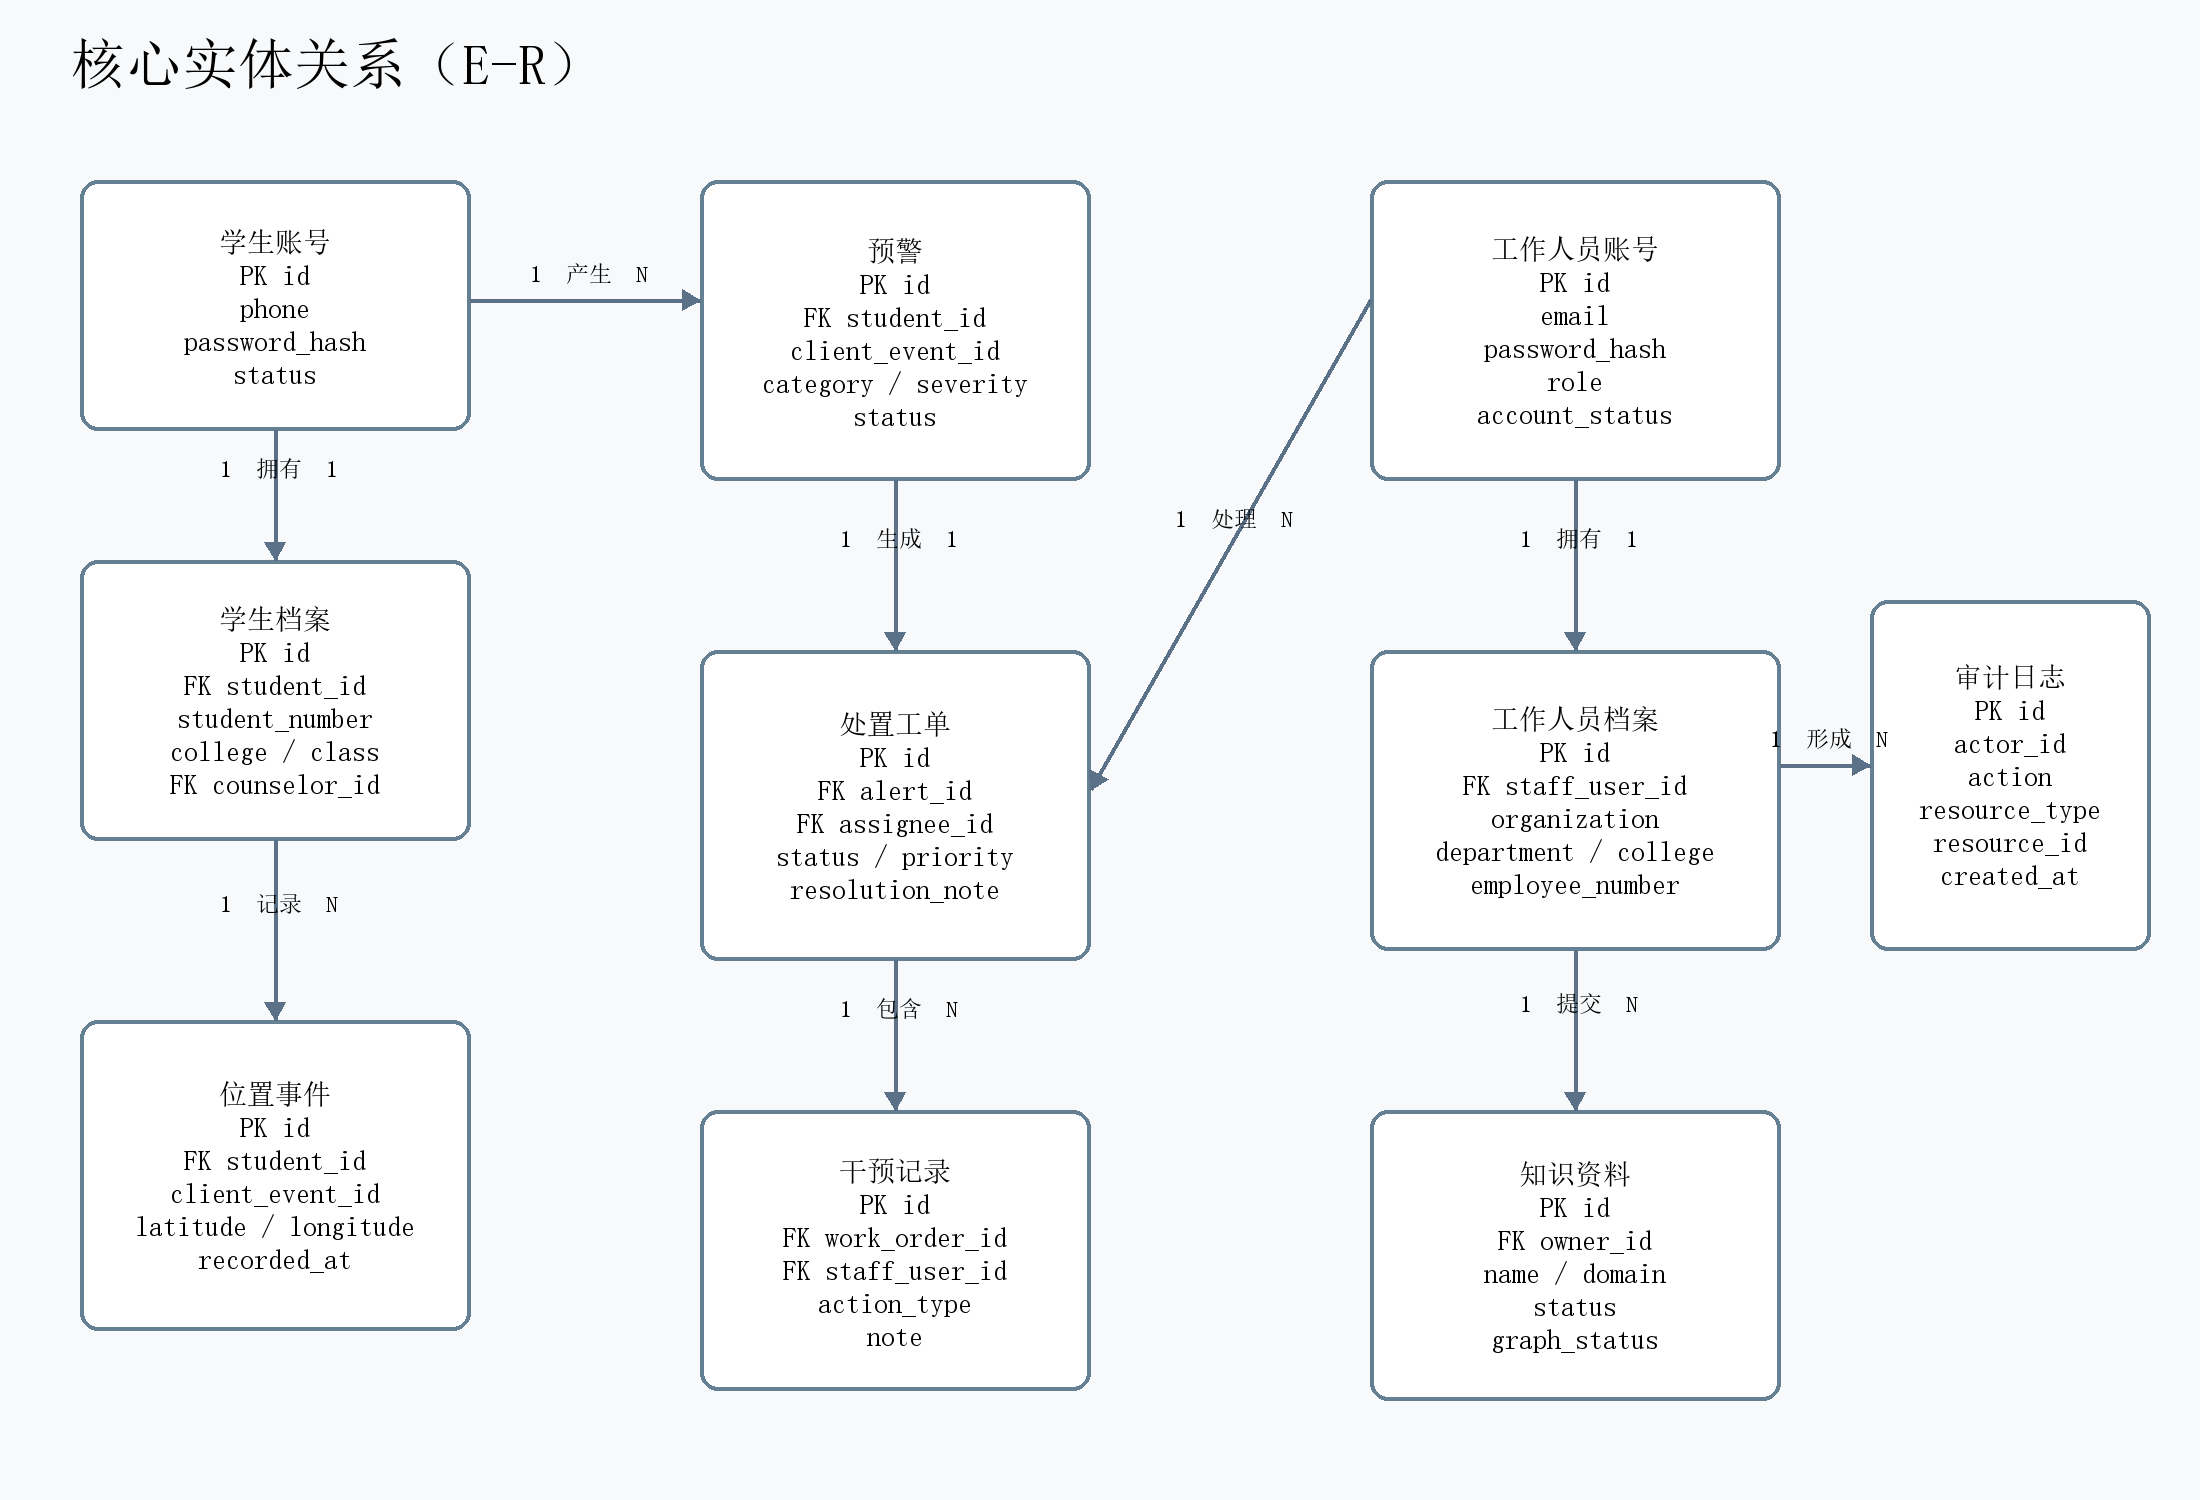 核心实体关系（E-R）
学生账号
PK id
phone
password_hash
status
1 产生 N
预警
PK id
FK student_id
client_event_id
category / severity
status
工作人员账号
PK id
email
password_hash
role
account_status
1 拥有 1
1 生成 1
1 处理 N
1 拥有 1
学生档案
PK id
FK student_id
student_number
college / class
FK counselor_id
处置工单
PK id
FK alert_id
FK assignee_id
status / priority
resolution_note
工作人员档案
PK id
FK staff_user_id
organization
department / college
employee_number
1 形成 N
审计日志
PK id
actor_id
action
resource_type
resource_id
created_at
1 记录 N
1 包含 N
1 提交 N
位置事件
PK id
FK student_id
client_event_id
latitude / longitude
recorded_at
干预记录
PK id
FK work_order_id
FK staff_user_id
action_type
note
知识资料
PK id
FK owner_id
name / domain
status
graph_status